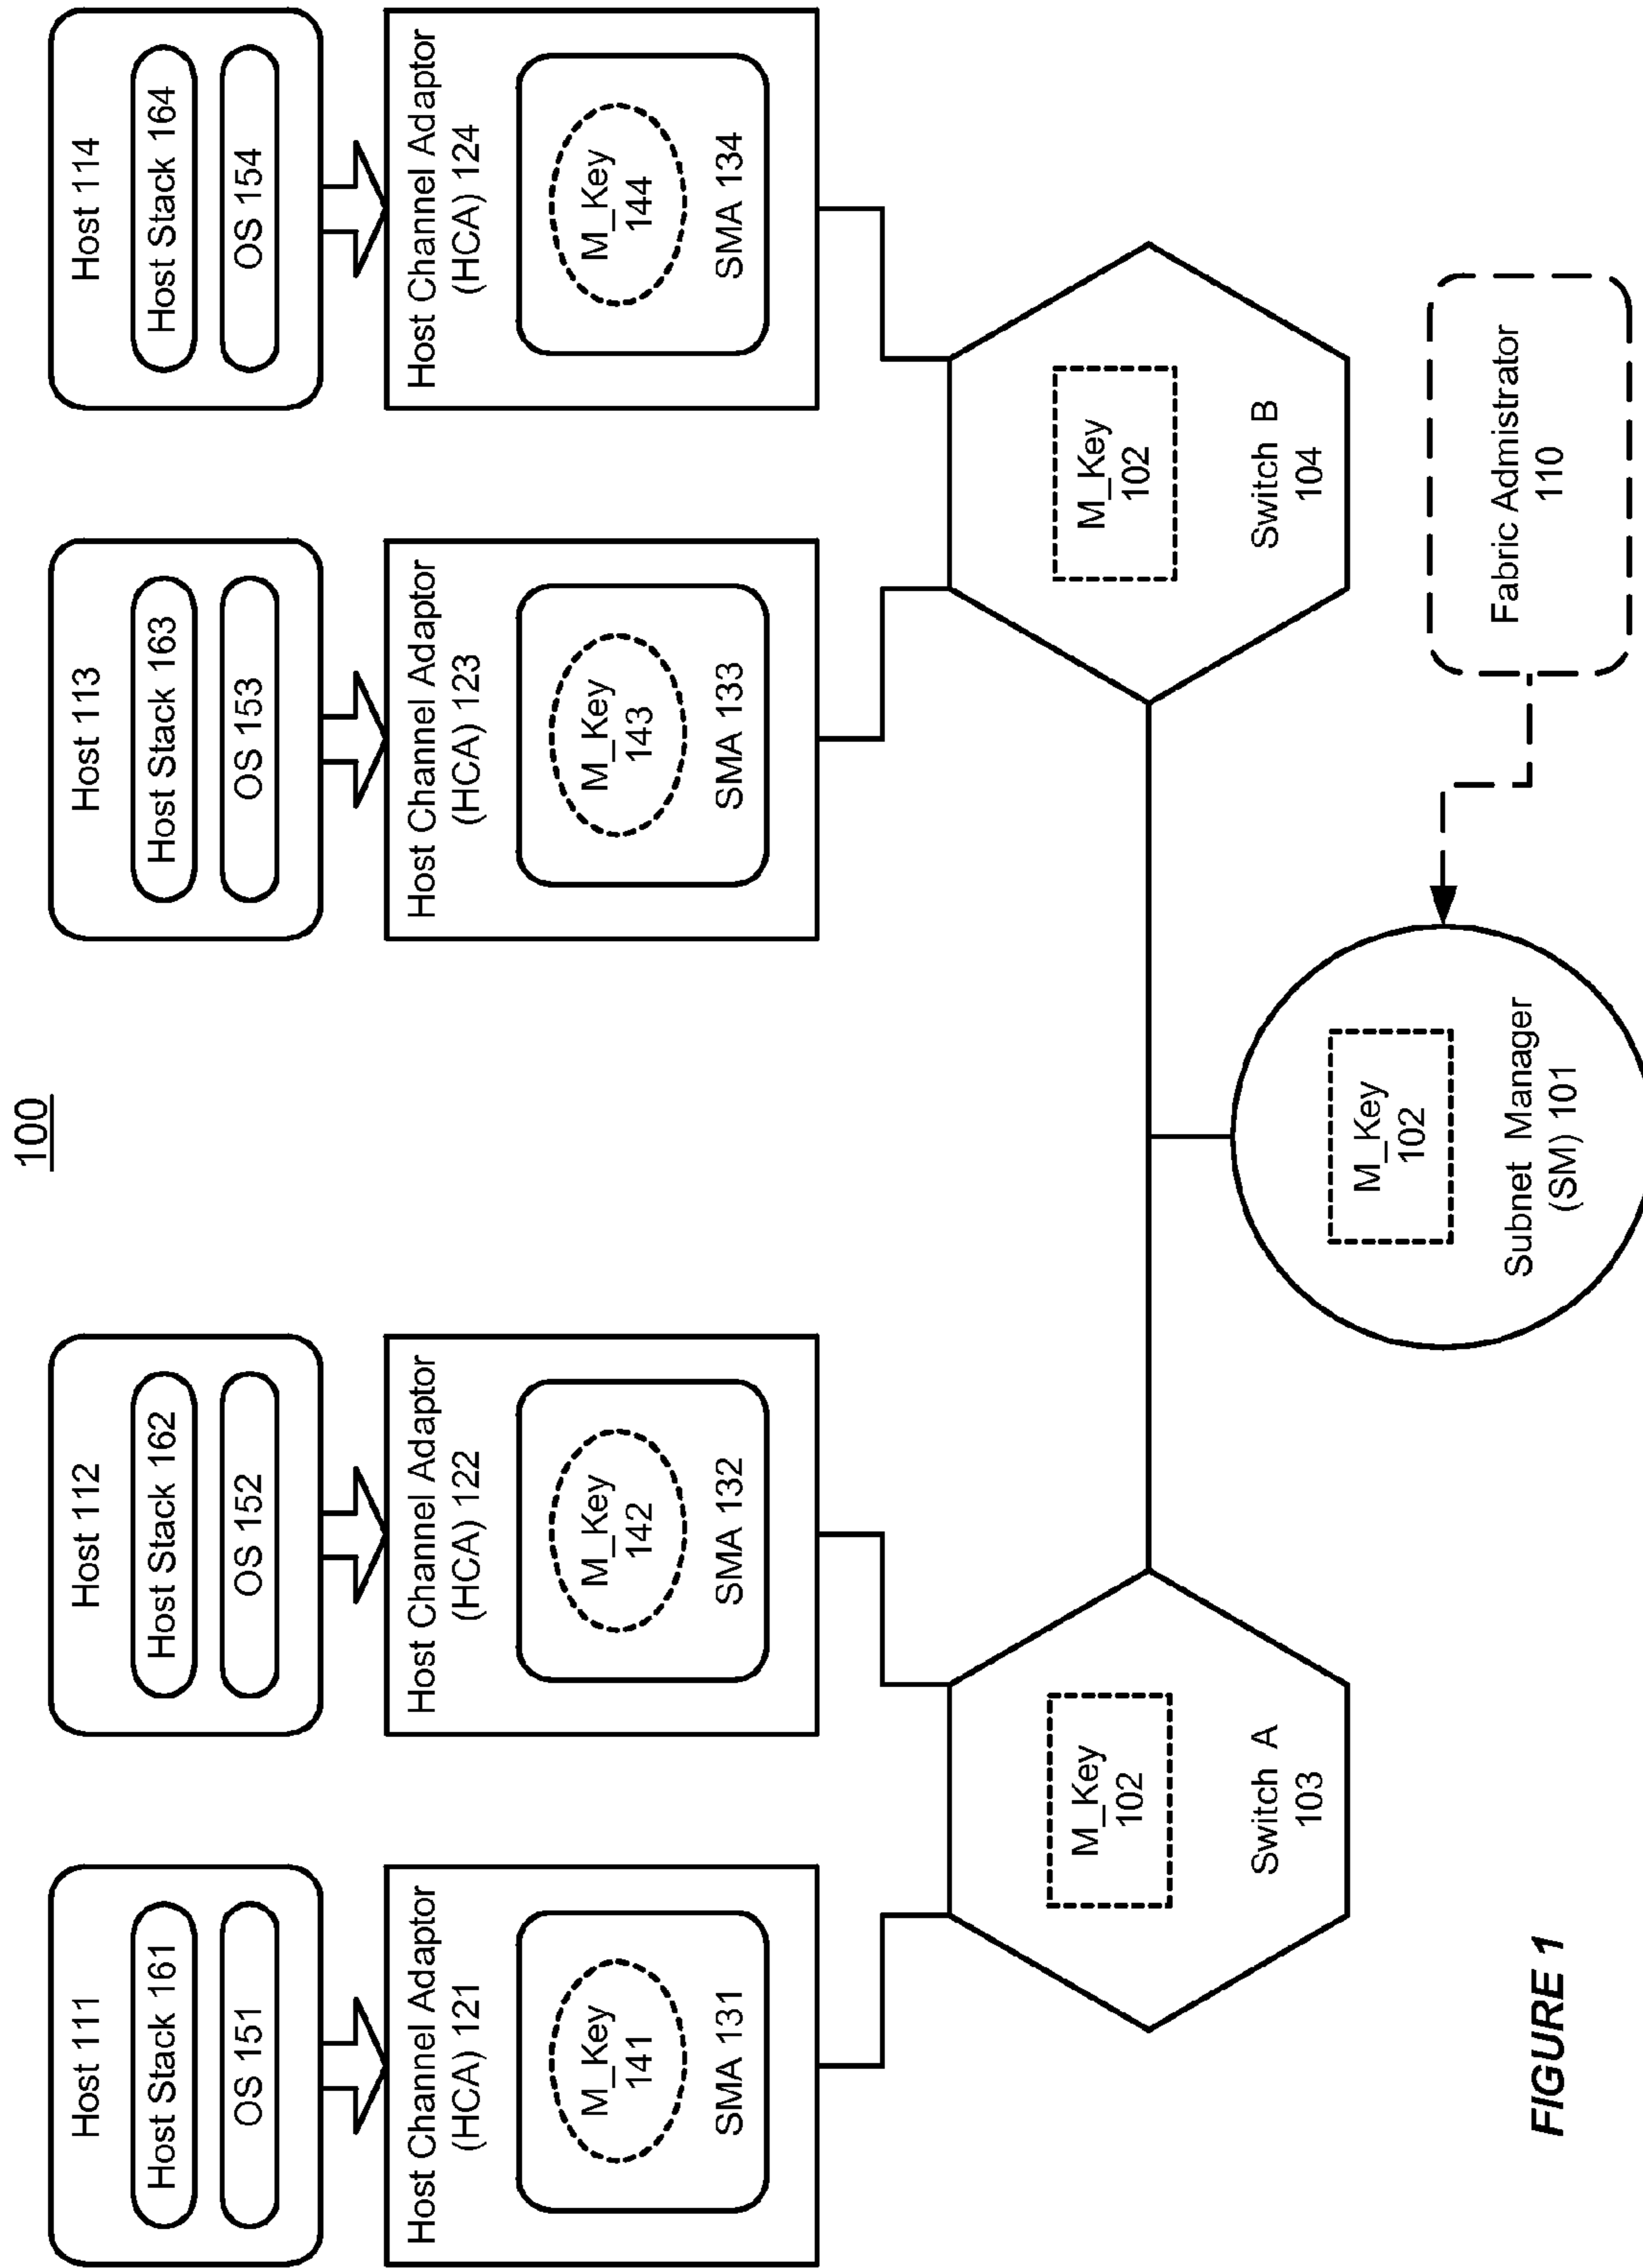 100
Host 111
Host Stack 161
OS 151
Host 112
Host Stack 162
OS 152
Host 113
Host Stack 163
OS 153
Host 114
Host Stack 164
OS 154
Host Channel Adaptor
(HCA) 121
M_Key
141
SMA 131
Host Channel Adaptor
(HCA) 122
M_Key
142
SMA 132
Host Channel Adaptor
(HCA) 123
M_Key
143
SMA 133
Host Channel Adaptor
(HCA) 124
M_Key
144
SMA 134
M_Key
102
Switch A
103
M_Key
102
Switch B
104
M_Key
102
Subnet Manager
(SM) 101
Fabric Admistrator
110
FIGURE 1